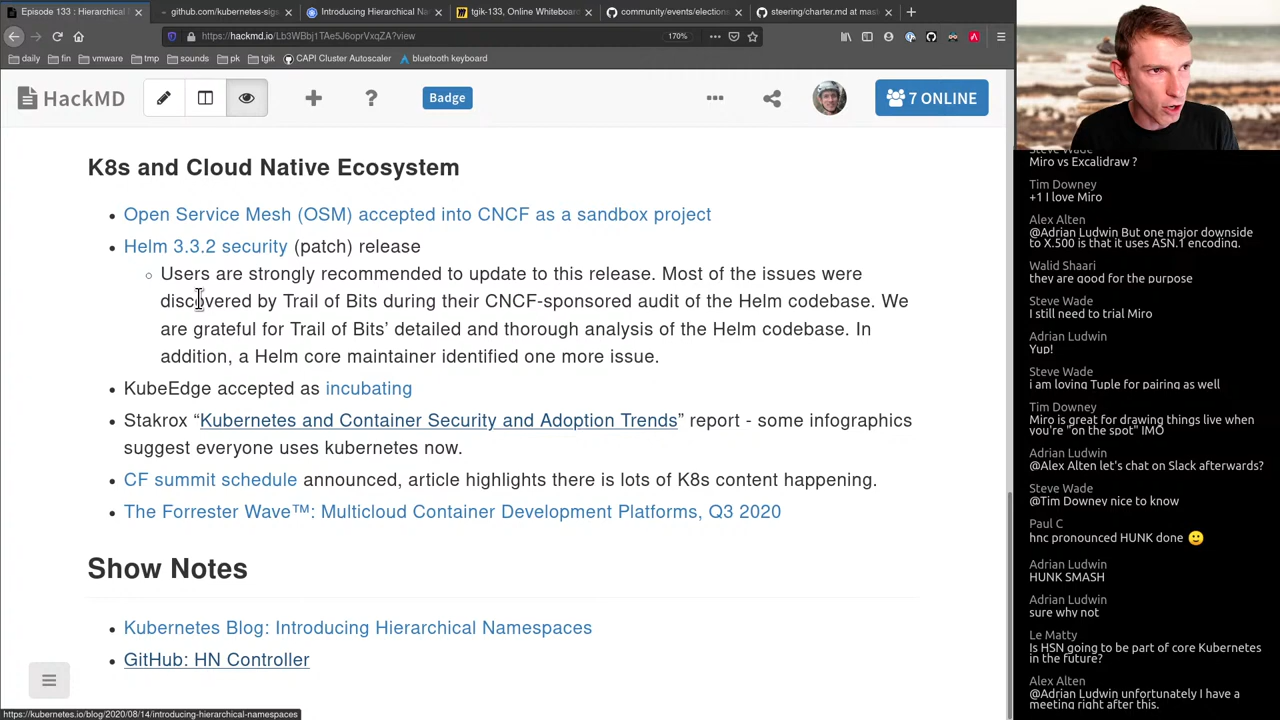 Episode 133 : Hierarchical
github.com/kubernetes-sigs
Introducing Hierarchical Na
tgik-133, Online Whiteboard
community/events/electio
steering/charter.md at mast
https://hackmd.io/Lb3WBbj1TAe5J6oprVxqZA?view
170%
daily
fin
vmware
tmp
sounds
pk
tgik
CAPI Cluster Autoscaler
bluetooth keyboard
HackMD
Badge
7 ONLINE
K8s and Cloud Native Ecosystem
Open Service Mesh (OSM) accepted into CNCF as a sandbox project
Helm 3.3.2 security (patch) release
Users are strongly recommended to update to this release. Most of the issues were
discovered by Trail of Bits during their CNCF-sponsored audit of the Helm codebase. We
are grateful for Trail of Bits’ detailed and thorough analysis of the Helm codebase. In
addition, a Helm core maintainer identified one more issue.
KubeEdge accepted as incubating
Stakrox “Kubernetes and Container Security and Adoption Trends” report - some infographics
suggest everyone uses kubernetes now.
CF summit schedule announced, article highlights there is lots of K8s content happening.
The Forrester Wave™: Multicloud Container Development Platforms, Q3 2020
Show Notes
Kubernetes Blog: Introducing Hierarchical Namespaces
GitHub: HN Controller
https://kubernetes.io/blog/2020/08/14/introducing-hierarchical-namespaces
Steve Wade
Miro vs Excalidraw ?
Tim Downey
+1 I love Miro
Alex Alten
@Adrian Ludwin But one major downside
to X.500 is that it uses ASN.1 encoding.
Walid Shaari
they are good for the purpose
Steve Wade
I still need to trial Miro
Adrian Ludwin
Yup!
Steve Wade
i am loving Tuple for pairing as well
Tim Downey
Miro is great for drawing things live when
you're "on the spot" IMO
Adrian Ludwin
@Alex Alten let's chat on Slack afterwards?
Steve Wade
@Tim Downey nice to know
Paul C
hnc pronounced HUNK done 🙂
Adrian Ludwin
HUNK SMASH
Adrian Ludwin
sure why not
Le Matty
Is HSN going to be part of core Kubernetes
in the future?
Alex Alten
@Adrian Ludwin unfortunately I have a
meeting right after this.